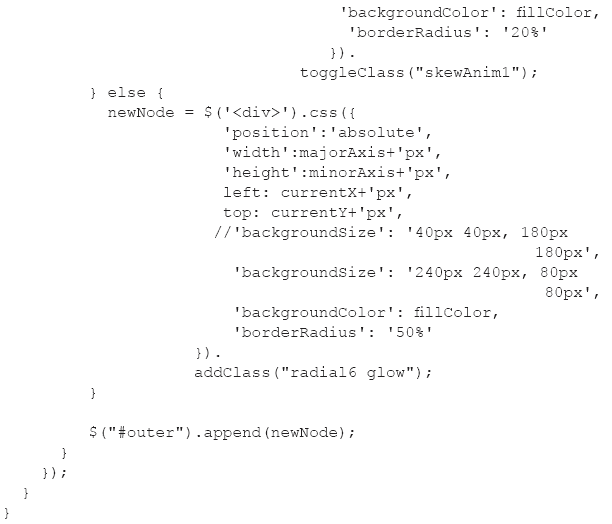 'backgroundColor': fillColor,
'borderRadius': '20%'
}).
toggleClass("skewAnim1");
} else {
newNode = $('<div>').css({
'position':'absolute',
'width':majorAxis+'px',
'height':minorAxis+'px',
left: currentX+'px',
top: currentY+'px',
//'backgroundSize': '40px 40px, 180px
180px',
'backgroundSize': '240px 240px, 80px
80px',
'backgroundColor': fillColor,
'borderRadius': '50%'
}).
addClass("radial6 glow");
}
$("#outer").append(newNode);
}
});
}
}